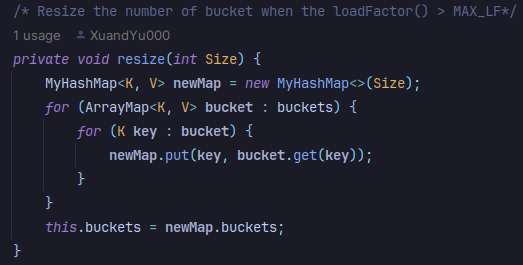 /* Resize the number of bucket when the loadFactor() > MAX_LF*/
1 usage XuandYu000
private void resize(int Size) {
    MyHashMap<K, V> newMap = new MyHashMap<>(Size);
    for (ArrayMap<K, V> bucket : buckets) {
        for (K key : bucket) {
            newMap.put(key, bucket.get(key));
        }
    }
    this.buckets = newMap.buckets;
}